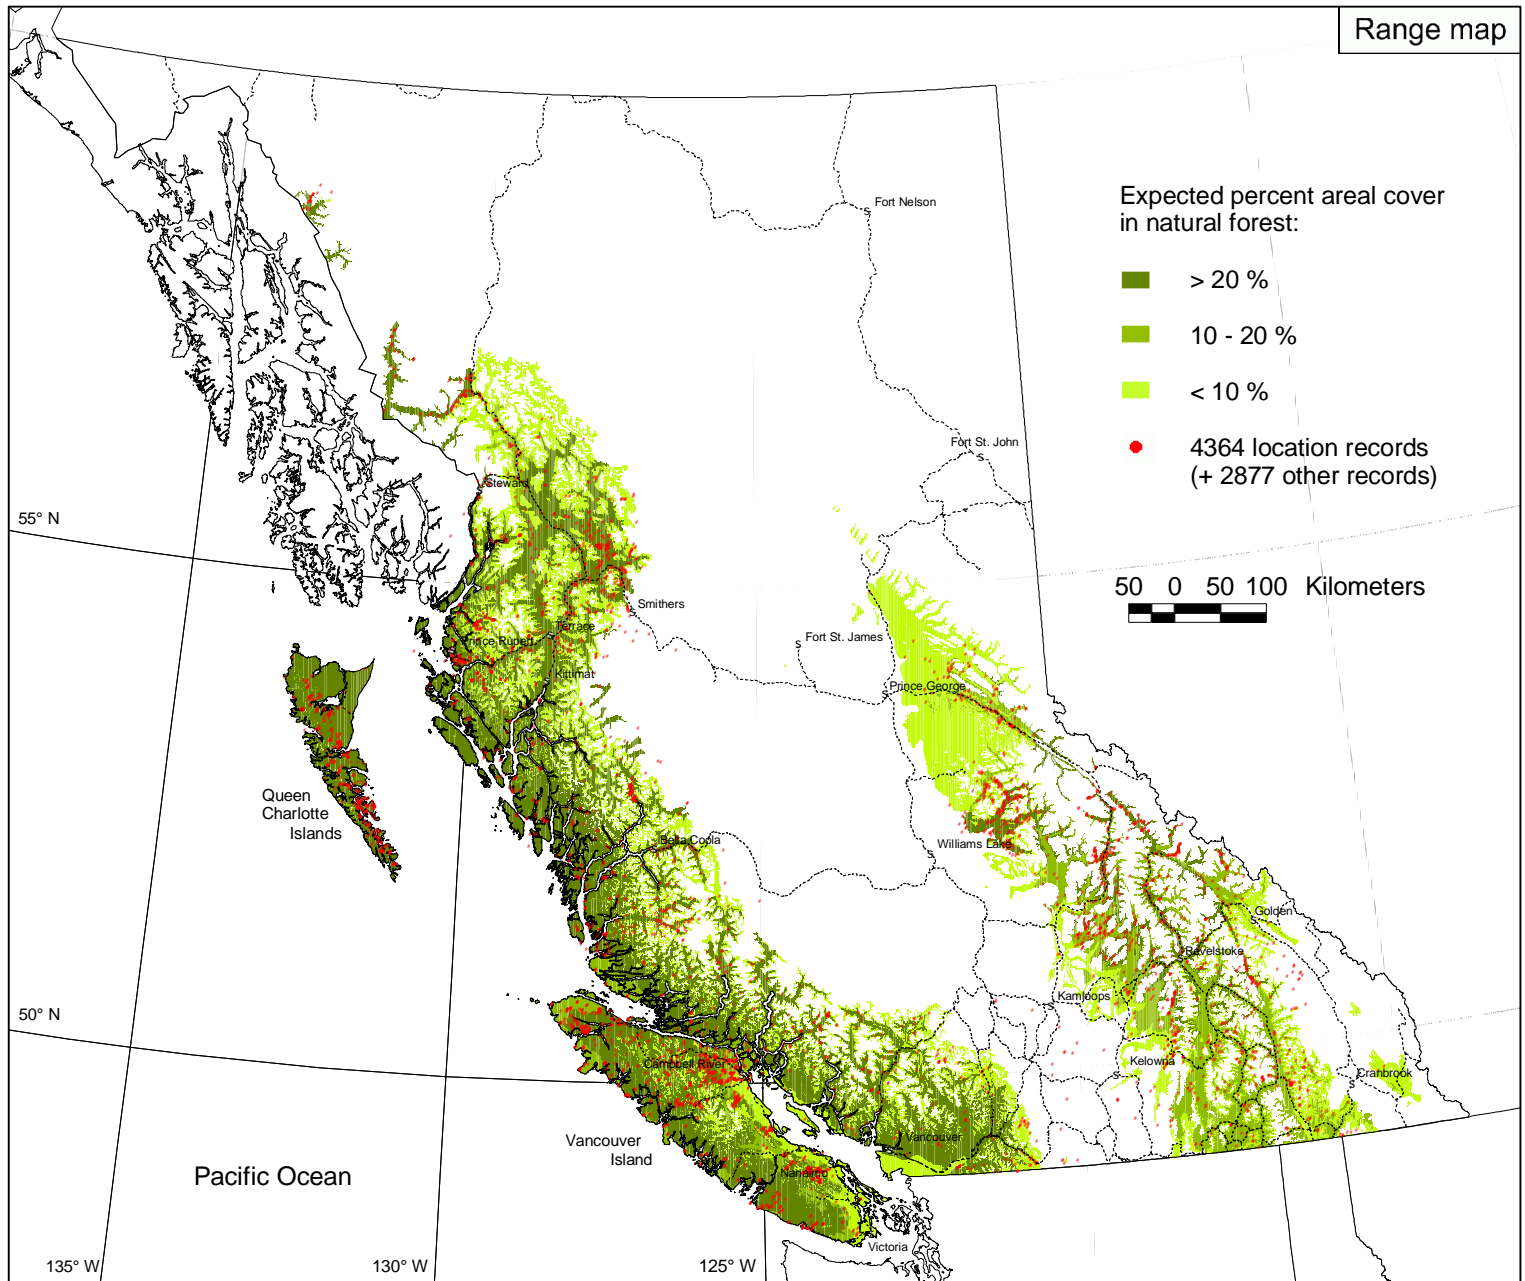 Range map
Fort Nelson
Expected percent areal cover
in natural forest:
> 20 %
10 - 20 %
< 10 %
4364 location records
(+ 2877 other records)
Fort St. John
Stewart
55° N
50 0 50 100 Kilometers
Smithers
Terrace
Prince Rupert
Fort St. James
Kittimat
Prince George
Queen
Charlotte
Islands
Bella Coola
Williams Lake
Golden
Revelstoke
Kamloops
50° N
Campbell River
Kelowna
Cranbrook
Vancouver
Vancouver
Island
Pacific Ocean
Nanaimo
Victoria
135° W
130° W
125° W